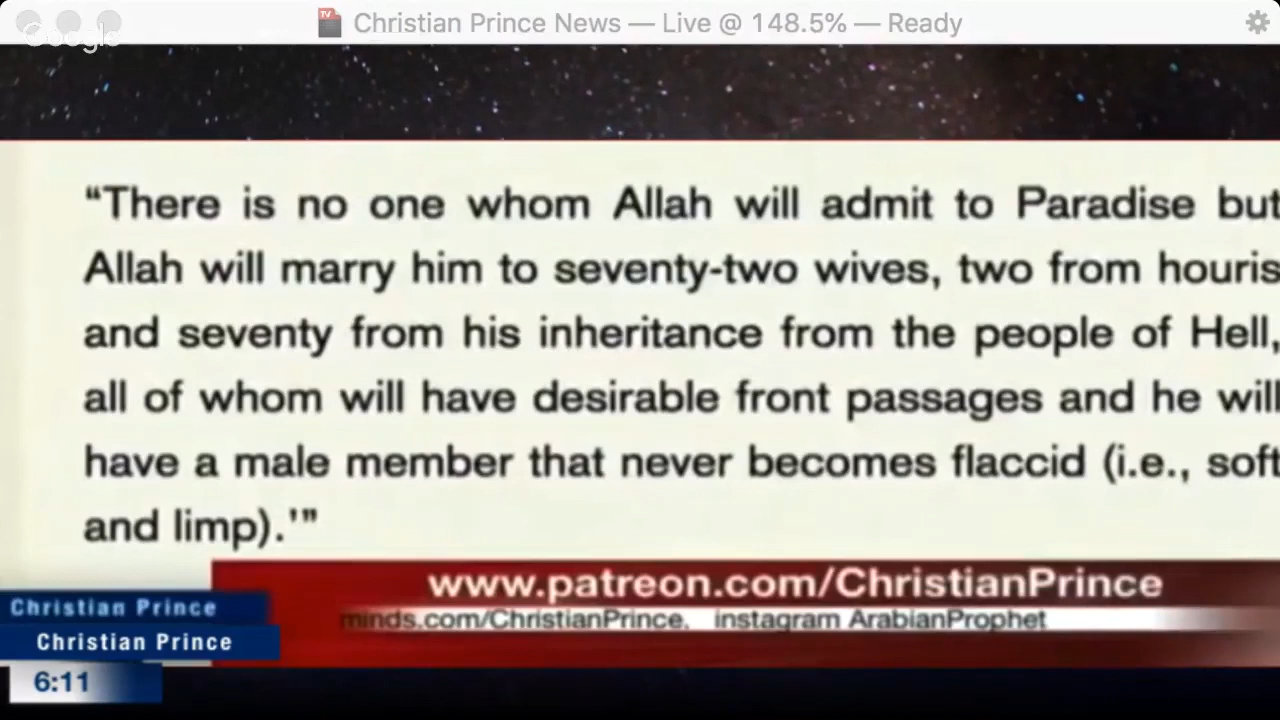 Christian Prince News — Live @ 148.5% — Ready
Google
“There is no one whom Allah will admit to Paradise but
Allah will marry him to seventy-two wives, two from houris
and seventy from his inheritance from the people of Hell,
all of whom will have desirable front passages and he will
have a male member that never becomes flaccid (i.e., soft
and limp).’”
www.patreon.com/ChristianPrince
minds.com/ChristianPrince, instagram ArabianProphet
Christian Prince
Christian Prince
6:11